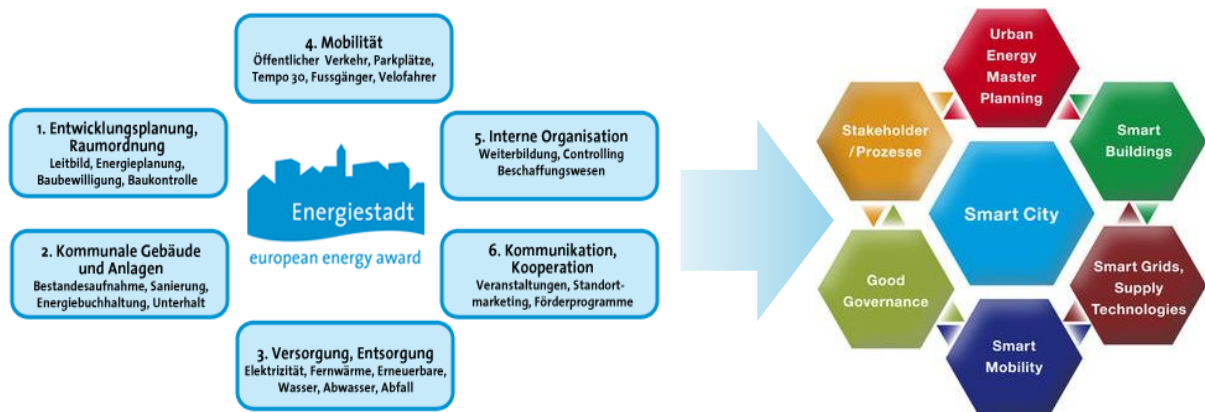 4. Mobilität
Öffentlicher Verkehr, Parkplätze,
Tempo 30, Fussgänger, Velofahrer
1. Entwicklungsplanung,
Raumordnung
Leitbild, Energieplanung,
Baubewilligung, Baukontrolle
5. Interne Organisation
Weiterbildung, Controlling
Beschaffungswesen
Energiestadt
european energy award
2. Kommunale Gebäude
und Anlagen
Bestandesaufnahme, Sanierung,
Energiebuchhaltung, Unterhalt
6. Kommunikation,
Kooperation
Veranstaltungen, Standort-
marketing, Förderprogramme
3. Versorgung, Entsorgung
Elektrizität, Fernwärme, Erneuerbare,
Wasser, Abwasser, Abfall
Urban
Energy
Master
Planning
Stakeholder
/Prozesse
Smart
Buildings
Smart City
Good
Governance
Smart Grids,
Supply
Technologies
Smart
Mobility